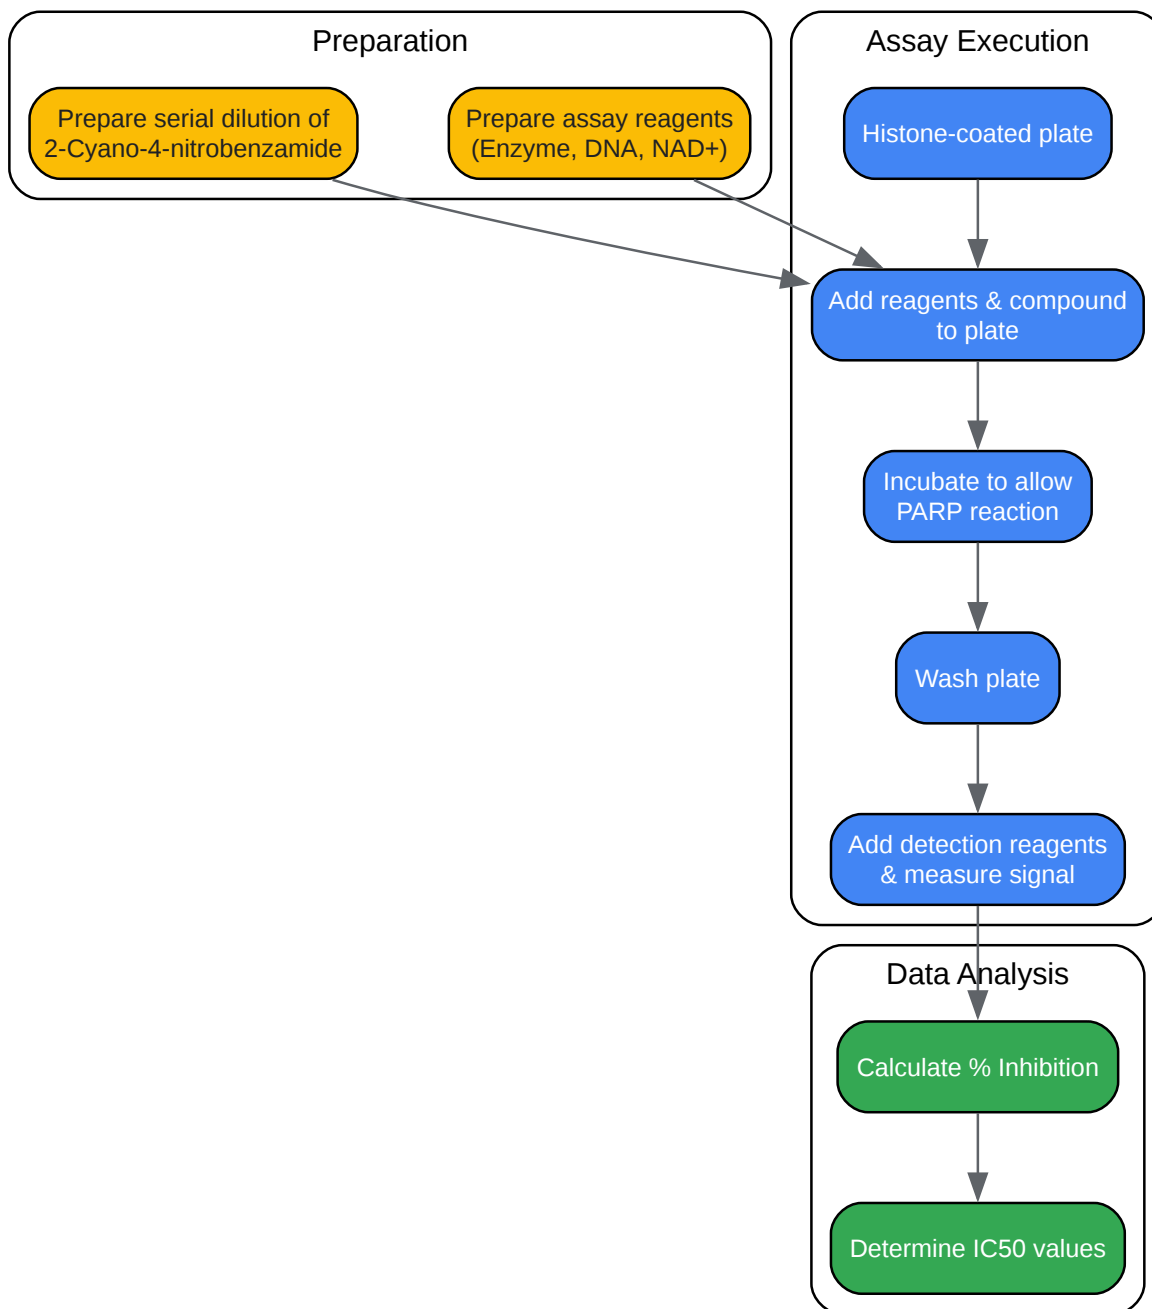 Preparation
Prepare serial dilution of
2-Cyano-4-nitrobenzamide
Prepare assay reagents
(Enzyme, DNA, NAD+)
Assay Execution
Histone-coated plate
Add reagents & compound
to plate
Incubate to allow
PARP reaction
Wash plate
Add detection reagents
& measure signal
Data Analysis
Calculate % Inhibition
Determine IC50 values